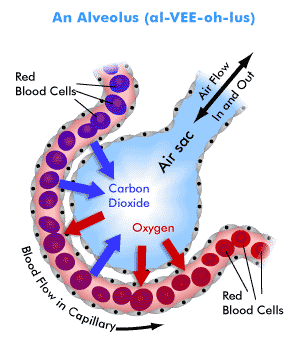 An Alveolus (al-VEE-oh-lus)
Red
Blood Cells
Air Flow
In and Out
Air sac
Carbon
Dioxide
Oxygen
Blood Flow in Capillary
Red
Blood Cells